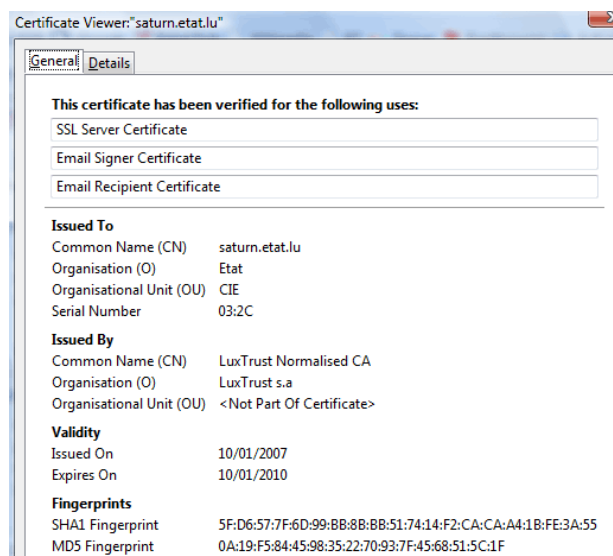 Certificate Viewer:"saturn.etat.lu"
General Details
This certificate has been verified for the following uses:
SSL Server Certificate
Email Signer Certificate
Email Recipient Certificate
Issued To
Common Name (CN) saturn.etat.lu
Organisation (O) Etat
Organisational Unit (OU) CIE
Serial Number 03:2C
Issued By
Common Name (CN) LuxTrust Normalised CA
Organisation (O) LuxTrust s.a
Organisational Unit (OU) <Not Part Of Certificate>
Validity
Issued On 10/01/2007
Expires On 10/01/2010
Fingerprints
SHA1 Fingerprint 5F:D6:57:7F:6D:99:BB:8B:BB:51:74:14:F2:CA:CA:A4:1B:FE:3A:55
MD5 Fingerprint 0A:19:F5:84:45:98:35:22:70:93:7F:45:68:51:5C:1F